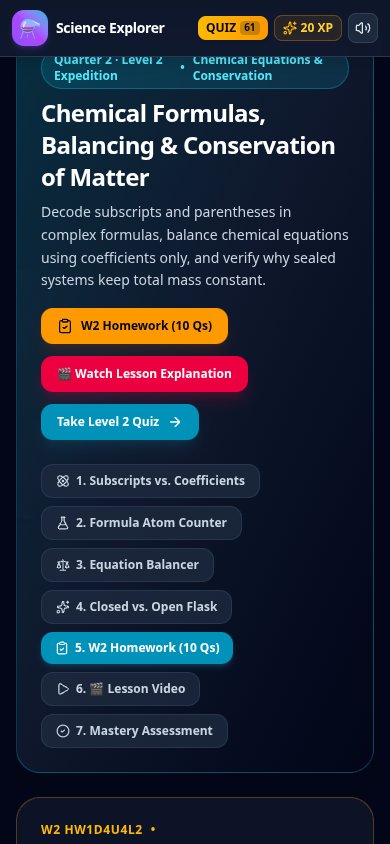 Science Explorer
QUIZ 61
20 XP
Quarter 2 · Level 2 Expedition • Chemical Equations & Conservation
Chemical Formulas,
Balancing & Conservation
of Matter
Decode subscripts and parentheses in
complex formulas, balance chemical equations
using coefficients only, and verify why sealed
systems keep total mass constant.
W2 Homework (10 Qs)
🎬 Watch Lesson Explanation
Take Level 2 Quiz →
1. Subscripts vs. Coefficients
2. Formula Atom Counter
3. Equation Balancer
4. Closed vs. Open Flask
5. W2 Homework (10 Qs)
6. 🎬 Lesson Video
7. Mastery Assessment
W2 HW1D4U4L2 •